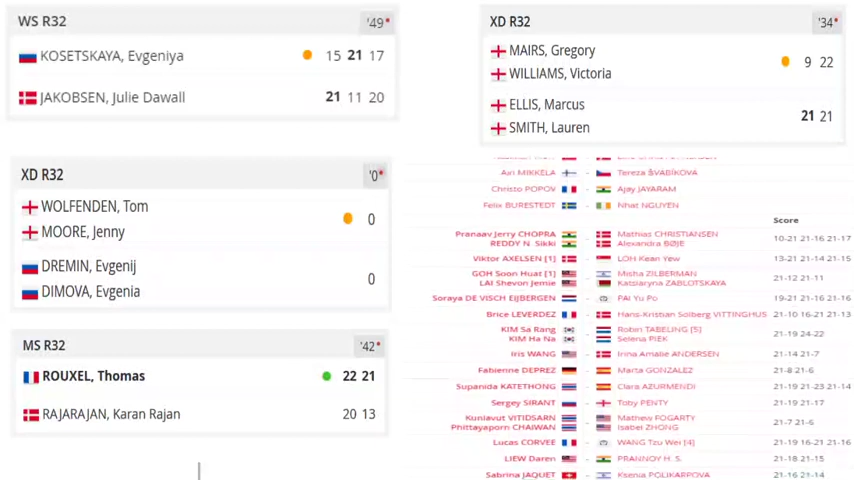 WS R32
'49
KOSETSKAYA, Evgeniya 15 21 17
JAKOBSEN, Julie Dawall 21 11 20
XD R32
'34
MAIRS, Gregory
WILLIAMS, Victoria
9 22
ELLIS, Marcus
SMITH, Lauren
21 21
XD R32
'0
WOLFENDEN, Tom
MOORE, Jenny
0
DREMIN, Evgenij
DIMOVA, Evgenia
0
MS R32
'42
ROUXEL, Thomas 22 21
RAJARAJAN, Karan Rajan 20 13
Airi MIKKELA - Tereza ŠVÁBÍKOVÁ
Christo POPOV - Ajay JAYARAM
Felix BURESTEDT - Nhat NGUYEN
Score
Pranaav Jerry CHOPRA - Mathias CHRISTIANSEN 10-21 21-16 21-17
REDDY N. Sikki Alexandra BØJE
Viktor AXELSEN [1] - LOH Kean Yew 13-21 21-14 21-15
GOH Soon Huat [1] - Misha ZILBERMAN 21-12 21-11
LAI Shevon Jemie Katsiaryna ZABLOTSKAYA
Soraya DE VISCH EIJBERGEN - PAI Yu Po 19-21 21-16 21-16
Brice LEVERDEZ - Hans-Kristian Solberg VITTINGHUS 21-10 16-21 21-13
KIM Sa Rang - Robin TABELING [5] 21-19 24-22
KIM Ha Na Selena PIEK
Iris WANG - Irina Amalie ANDERSEN 21-14 21-7
Fabienne DEPREZ - Marta GONZALEZ 21-8 21-6
Supanida KATETHONG - Clara AZURMENDI 21-19 21-23 21-14
Sergey SIRANT - Toby PENTY 21-19 21-17
Kunlavut VITIDSARN - Mathew FOGARTY 21-7 21-6
Phittayaporn CHAIWAN Isabel ZHONG
Lucas CORVEE - WANG Tzu Wei [4] 21-19 16-21 21-16
LIEW Daren - PRANNOY H. S. 21-18 21-15
Sabrina JAQUET - Ksenia POLIKARPOVA 21-16 21-14